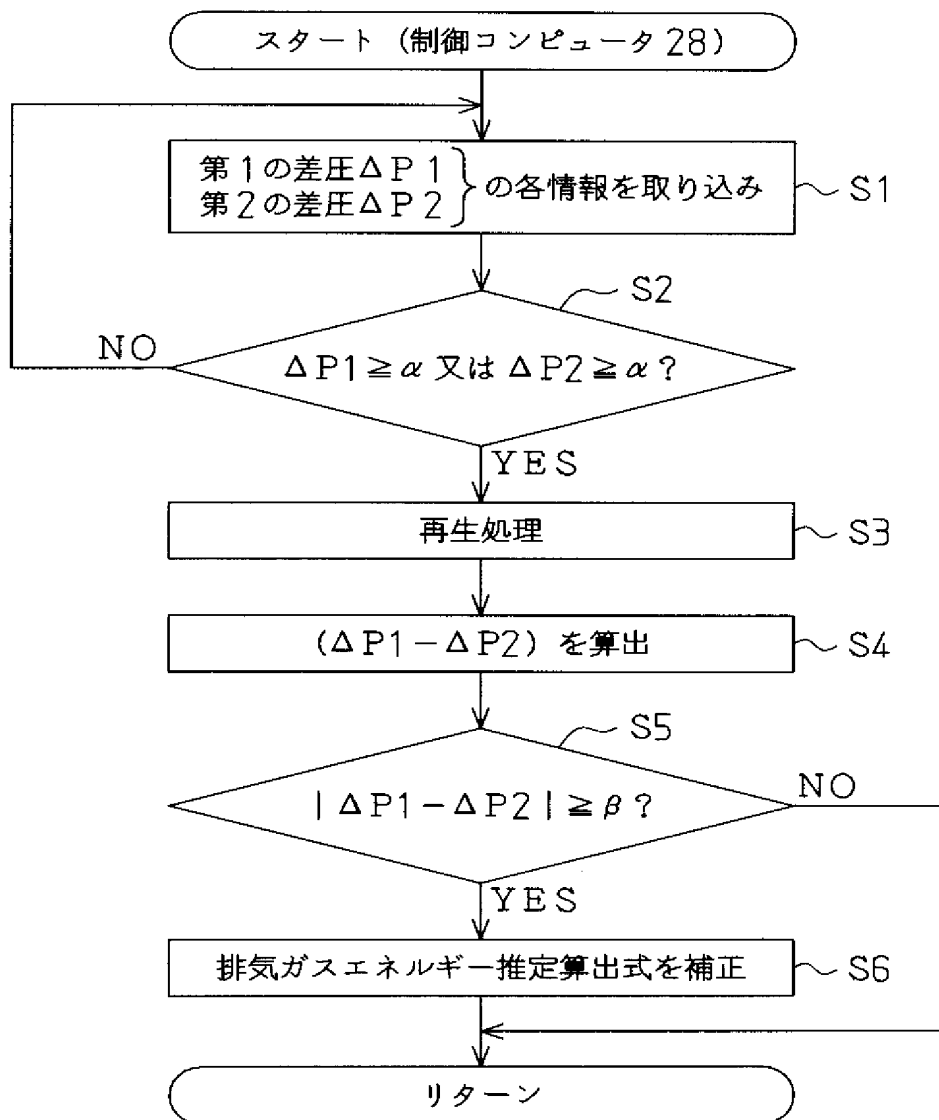 スタート(制御コンピュータ28)
第1の差圧ΔP1
第2の差圧ΔP2
の各情報を取り込み
S1
S2
ΔP1≧α又はΔP2≧α?
NO
YES
再生処理
S3
(ΔP1-ΔP2)を算出
S4
S5
|ΔP1-ΔP2|≧β?
NO
YES
排気ガスエネルギー推定算出式を補正
S6
リターン